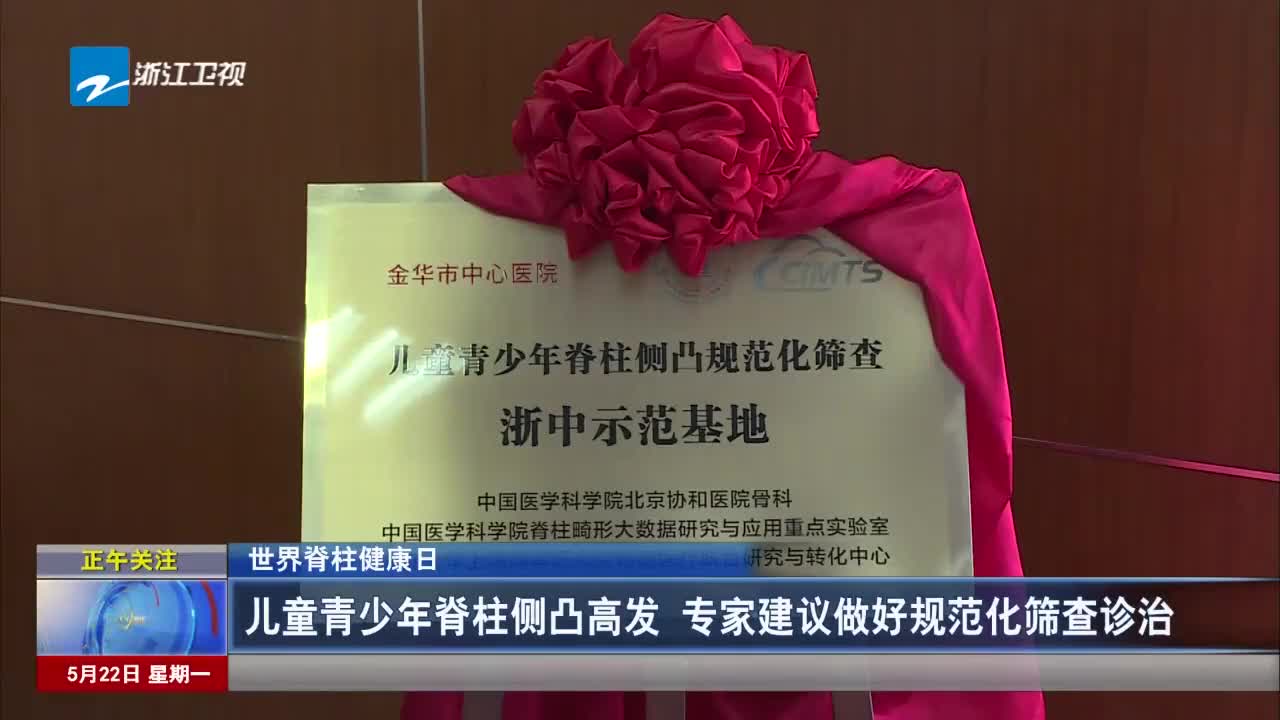 浙江卫视
金华市中心医院
CIMTS
儿童青少年脊柱侧凸规范化筛查
浙中示范基地
中国医学科学院北京协和医院骨科
中国医学科学院脊柱畸形大数据研究与应用重点实验室
研究与转化中心
正午关注
世界脊柱健康日
儿童青少年脊柱侧凸高发 专家建议做好规范化筛查诊治
5月22日 星期一